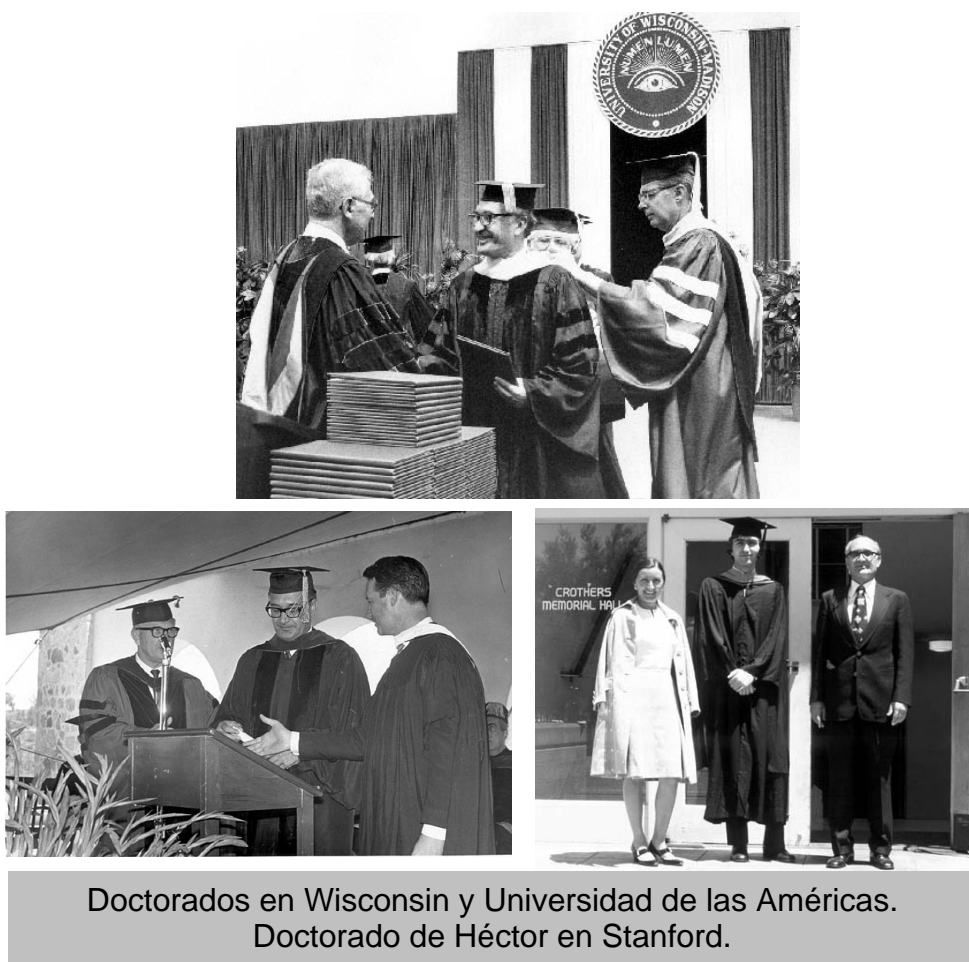 UNIVERSITY OF WISCONSIN-MADISON
NUMEN LUMEN
CROTHERS
MEMORIAL HALL
Doctorados en Wisconsin y Universidad de las Américas.
Doctorado de Héctor en Stanford.